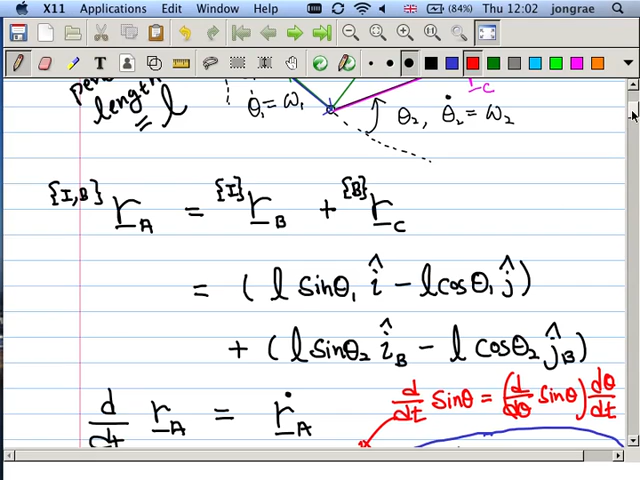 X11 Applications Edit Window Help (84%) Thu 12:02 jongrae
length l
θ̇₁ = ω₁ θ₂, θ̇₂ = ω₂
C
{I,B} r_A = {I} r_B + {B} r_C
= ( l sinθ₁ î − l cosθ₁ ĵ )
+ ( l sinθ₂ î_B − l cosθ₂ ĵ_B )
d/dt sinθ = (d/dθ sinθ) dθ/dt
d/dt r_A = ṙ_A